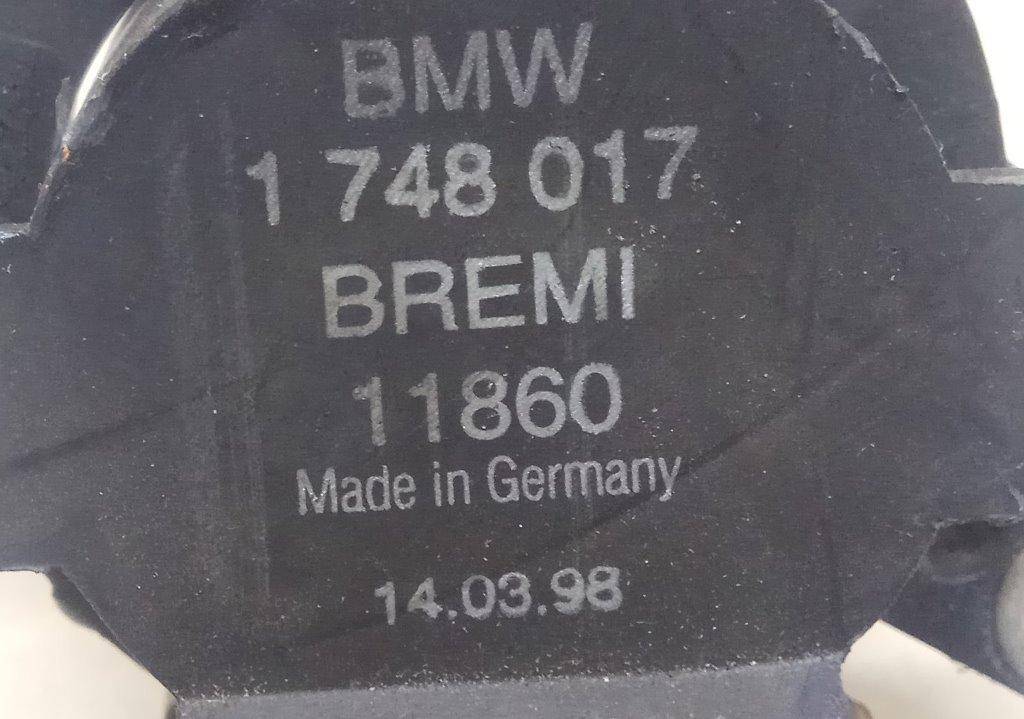 BMW
1 748 017
BREMI
11860
Made in Germany
14.03.98